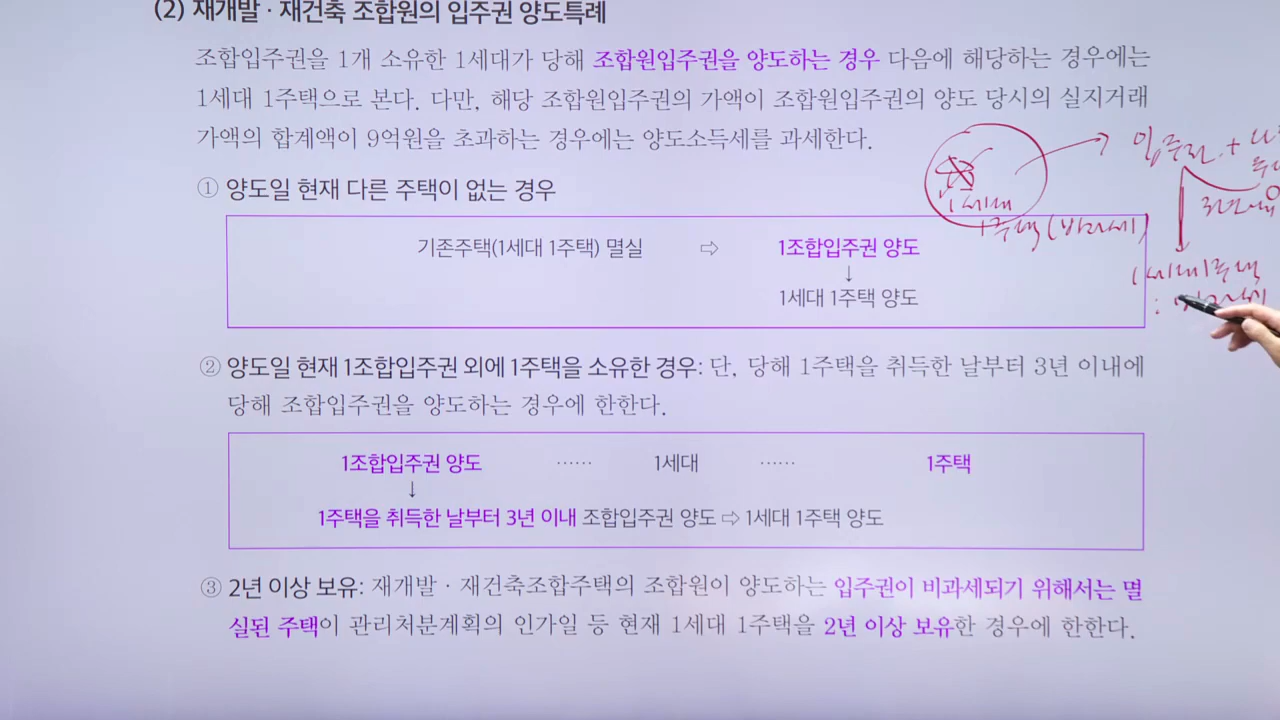 (2) 재개발 · 재건축 조합원의 입주권 양도특례
조합입주권을 1개 소유한 1세대가 당해 조합원입주권을 양도하는 경우 다음에 해당하는 경우에는
1세대 1주택으로 본다. 다만, 해당 조합원입주권의 가액이 조합원입주권의 양도 당시의 실지거래
가액의 합계액이 9억원을 초과하는 경우에는 양도소득세를 과세한다.
입주권 +
① 양도일 현재 다른 주택이 없는 경우
1세대
3년내
1주택(비과세)
기존주택(1세대 1주택) 멸실 ⇨ 1조합입주권 양도
↓
1세대1주택
1세대 1주택 양도
② 양도일 현재 1조합입주권 외에 1주택을 소유한 경우: 단, 당해 1주택을 취득한 날부터 3년 이내에
당해 조합입주권을 양도하는 경우에 한한다.
1조합입주권 양도 …… 1세대 …… 1주택
↓
1주택을 취득한 날부터 3년 이내 조합입주권 양도 ⇨ 1세대 1주택 양도
③ 2년 이상 보유: 재개발 · 재건축조합주택의 조합원이 양도하는 입주권이 비과세되기 위해서는 멸
실된 주택이 관리처분계획의 인가일 등 현재 1세대 1주택을 2년 이상 보유한 경우에 한한다.